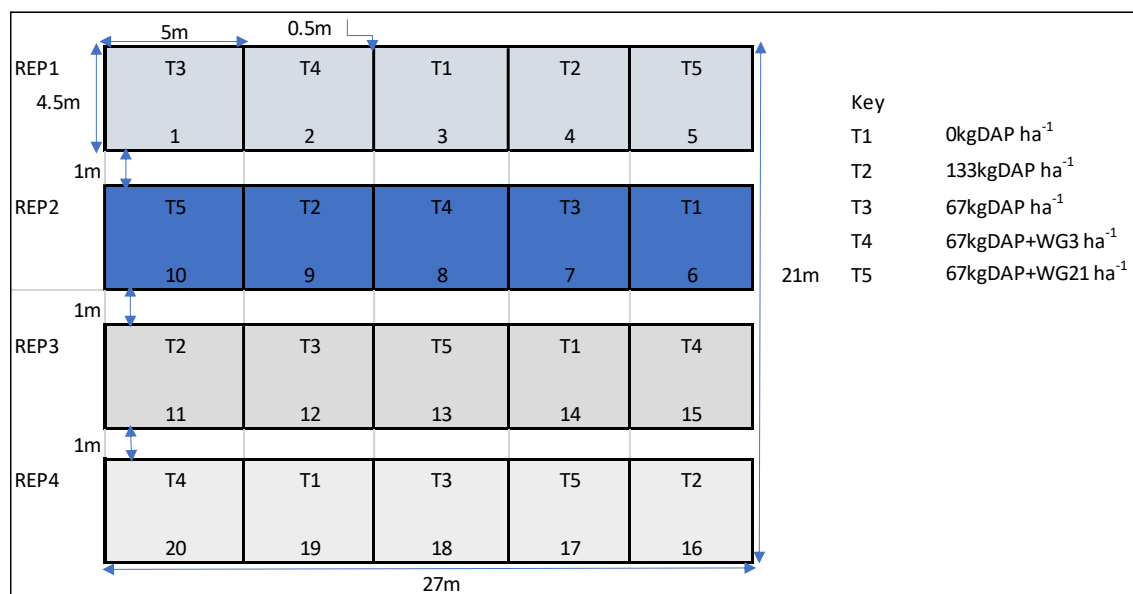 5m 0.5m
REP1 T3 T4 T1 T2 T5
4.5m Key
1 2 3 4 5 T1 0kgDAP ha⁻¹
1m T2 133kgDAP ha⁻¹
REP2 T5 T2 T4 T3 T1 T3 67kgDAP ha⁻¹
T4 67kgDAP+WG3 ha⁻¹
10 9 8 7 6 21m T5 67kgDAP+WG21 ha⁻¹
1m
REP3 T2 T3 T5 T1 T4
11 12 13 14 15
1m
REP4 T4 T1 T3 T5 T2
20 19 18 17 16
27m